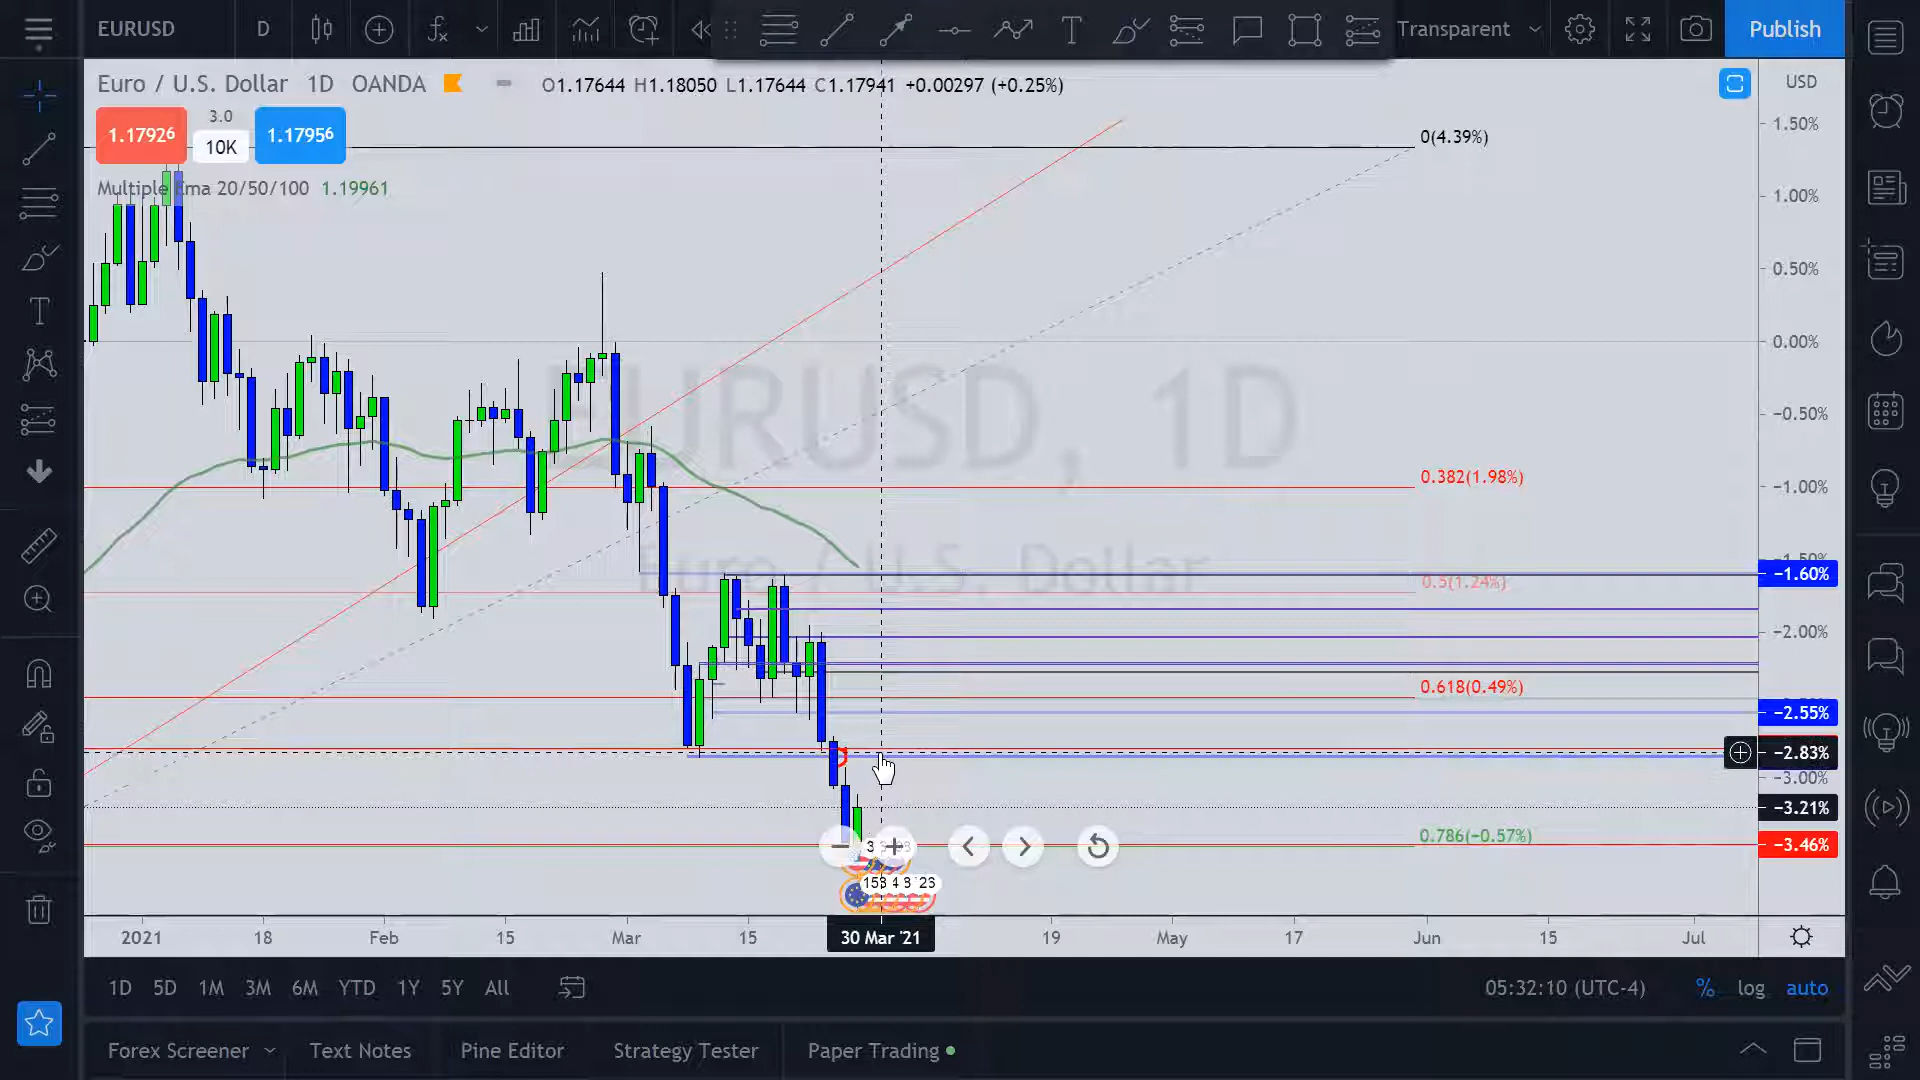 EURUSD D Transparent Publish
Euro / U.S. Dollar 1D OANDA O1.17644 H1.18050 L1.17644 C1.17941 +0.00297 (+0.25%) USD
1.17926 3.0 10K 1.17956
Multiple Ema 20/50/100 1.19961
1.50%
0(4.39%)
1.00%
0.50%
0.00%
EURUSD, 1D
−0.50%
0.382(1.98%)
−1.00%
Euro / U.S. Dollar
−1.50%
−1.60%
0.5(1.24%)
−2.00%
0.618(0.49%)
−2.55%
−2.83%
−3.00%
−3.21%
0.786(−0.57%)
−3.46%
2021 18 Feb 15 Mar 15 30 Mar '21 19 May 17 Jun 15 Jul
1D 5D 1M 3M 6M YTD 1Y 5Y All 05:32:10 (UTC-4) % log auto
Forex Screener Text Notes Pine Editor Strategy Tester Paper Trading